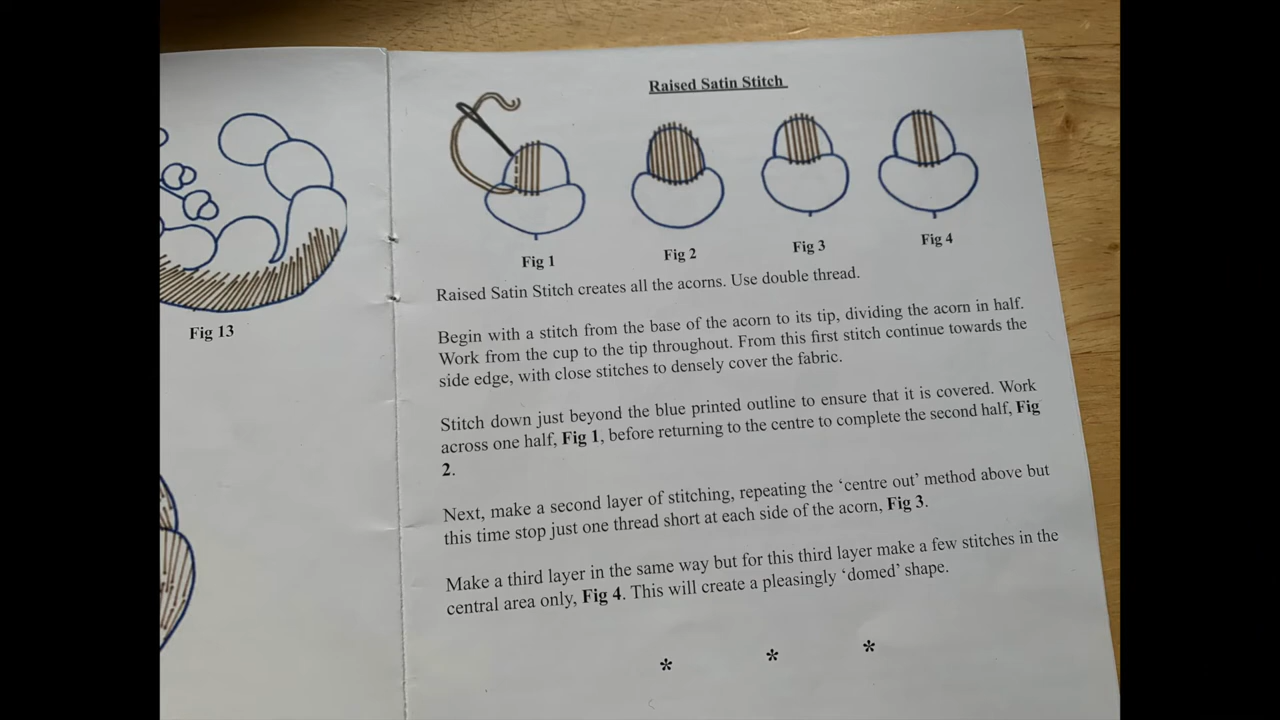 Fig 13
Raised Satin Stitch
Fig 1
Fig 2
Fig 3
Fig 4
Raised Satin Stitch creates all the acorns. Use double thread.
Begin with a stitch from the base of the acorn to its tip, dividing the acorn in half.
Work from the cup to the tip throughout. From this first stitch continue towards the
side edge, with close stitches to densely cover the fabric.
Stitch down just beyond the blue printed outline to ensure that it is covered. Work
across one half, Fig 1, before returning to the centre to complete the second half, Fig
2.
Next, make a second layer of stitching, repeating the ‘centre out’ method above but
this time stop just one thread short at each side of the acorn, Fig 3.
Make a third layer in the same way but for this third layer make a few stitches in the
central area only, Fig 4. This will create a pleasingly ‘domed’ shape.
* * *